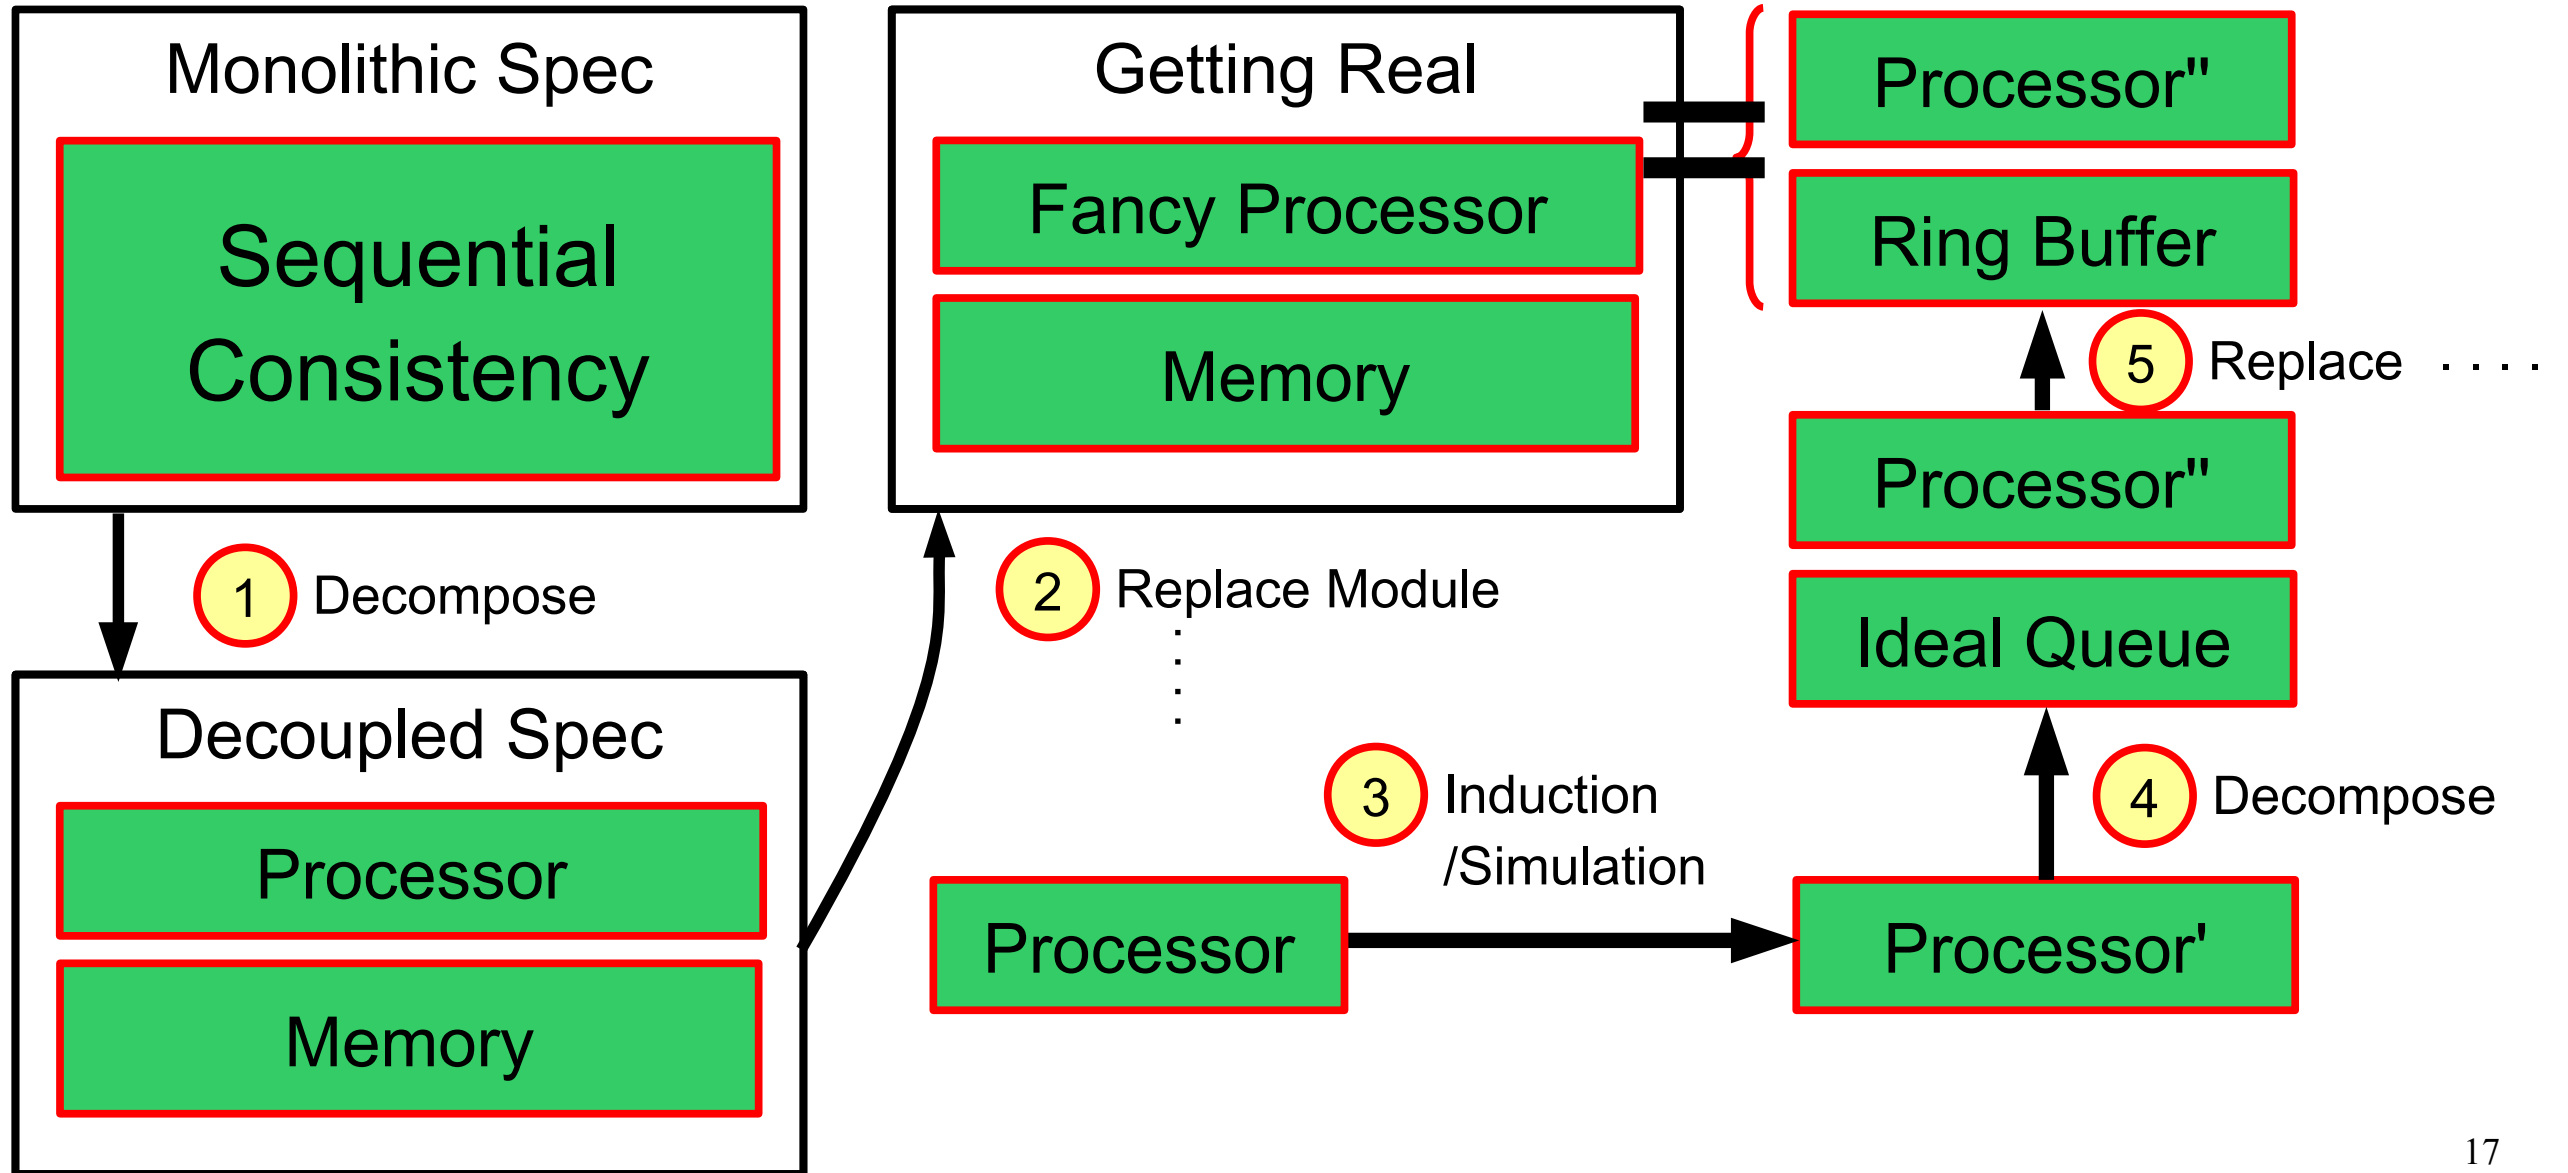 Monolithic Spec
Sequential
Consistency
1 Decompose
Decoupled Spec
Processor
Memory
Getting Real
Fancy Processor
Memory
2 Replace Module
. . . .
3 Induction
/Simulation
Processor
Processor'
4 Decompose
Processor"
Ideal Queue
5 Replace . . . .
Processor"
Ring Buffer
17